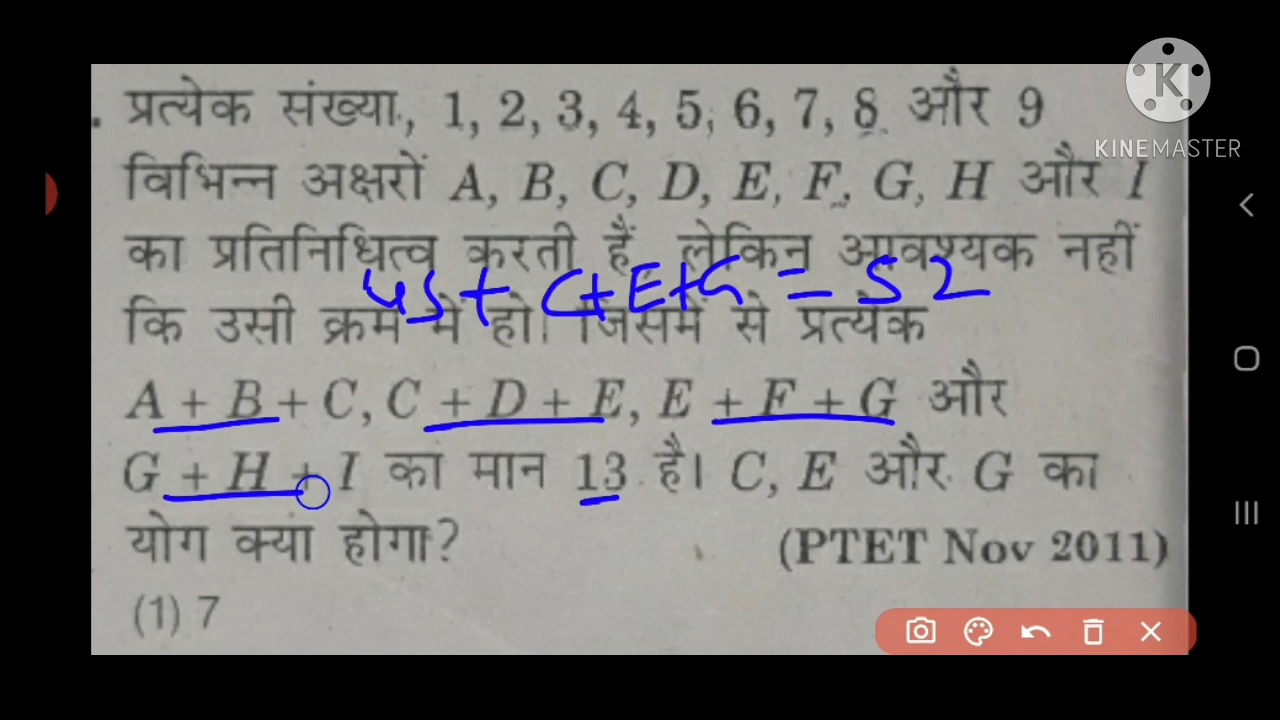 . प्रत्येक संख्या, 1, 2, 3, 4, 5, 6, 7, 8 और 9
K
KINEMASTER
विभिन्न अक्षरों A, B, C, D, E, F, G, H और I
का प्रतिनिधित्व करती हैं, लेकिन आवश्यक नहीं
45+ C+E+G = 52
कि उसी क्रम में हो। जिसमें से प्रत्येक
A + B + C, C + D + E, E + F + G और
G + H + I का मान 13 है। C, E और G का
योग क्या होगा?
(PTET Nov 2011)
(1) 7